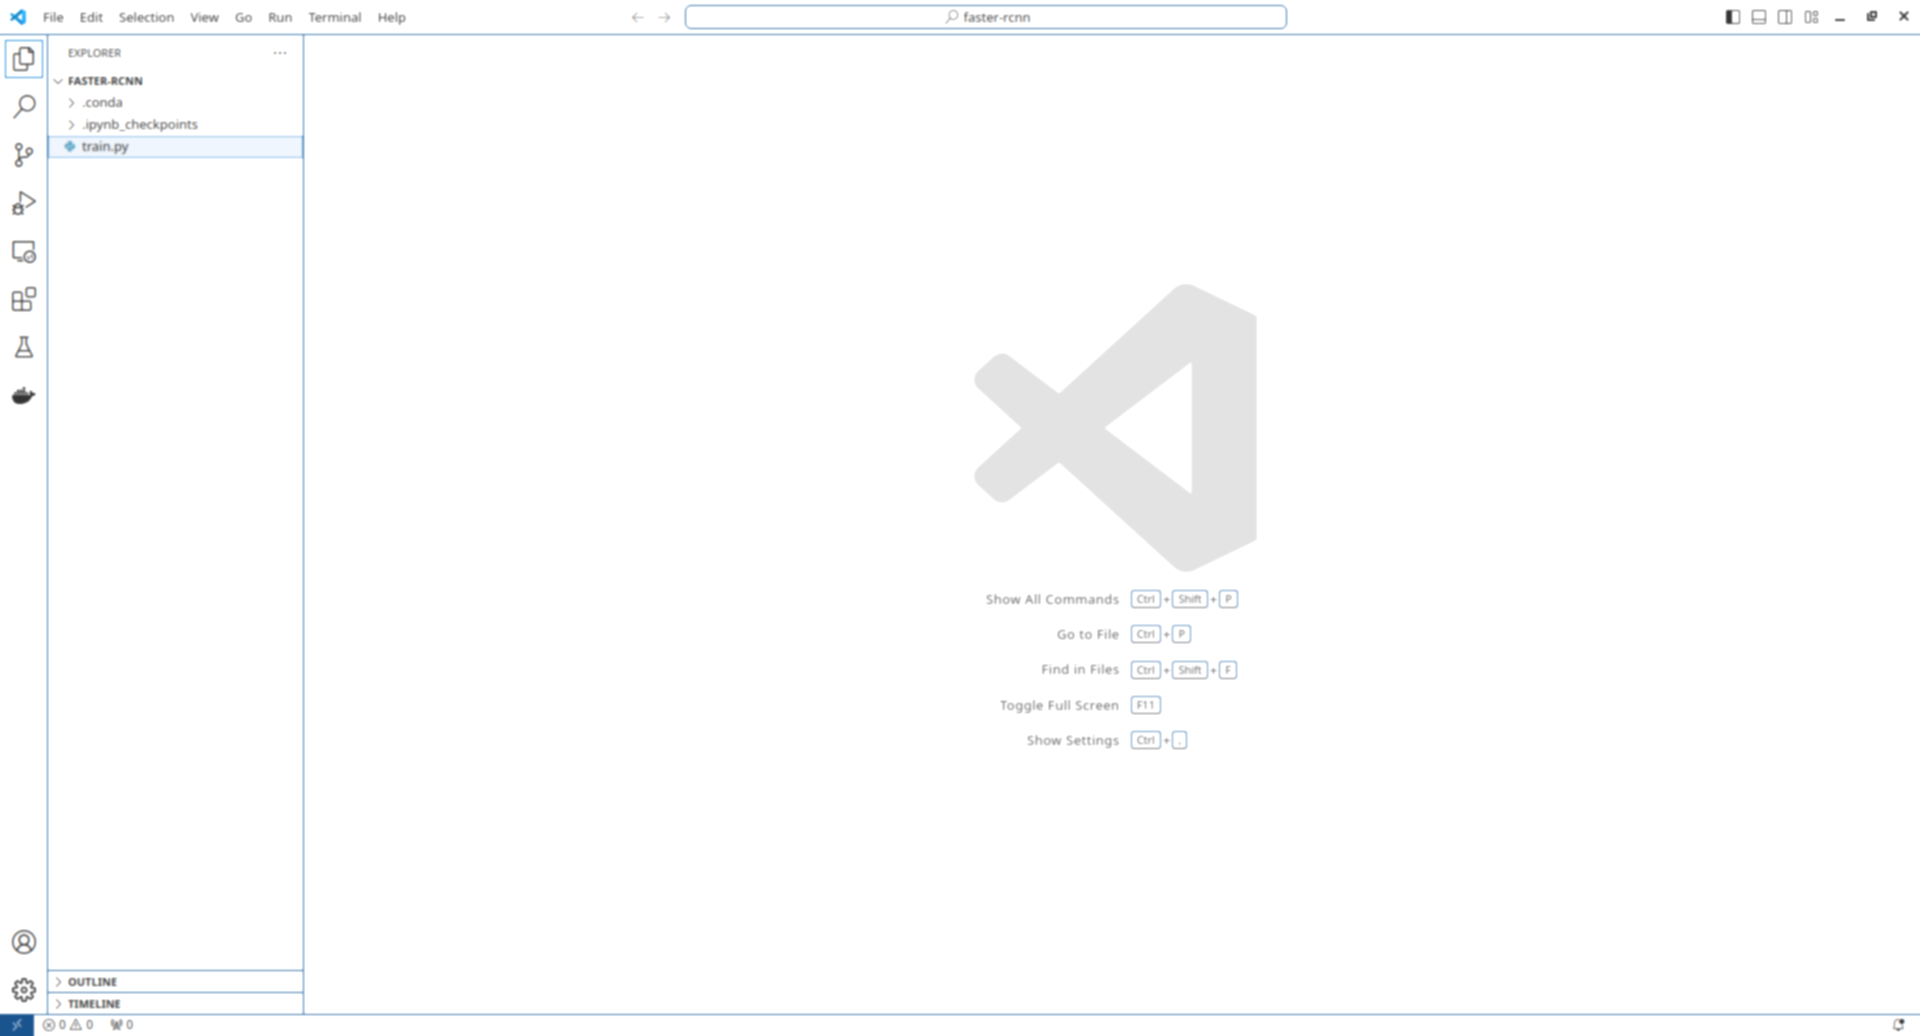 File Edit Selection View Go Run Terminal Help
faster-rcnn
EXPLORER
FASTER-RCNN
.conda
.ipynb_checkpoints
train.py
Show All Commands Ctrl + Shift + P
Go to File Ctrl + P
Find in Files Ctrl + Shift + F
Toggle Full Screen F11
Show Settings Ctrl + ,
OUTLINE
TIMELINE
0 0 0